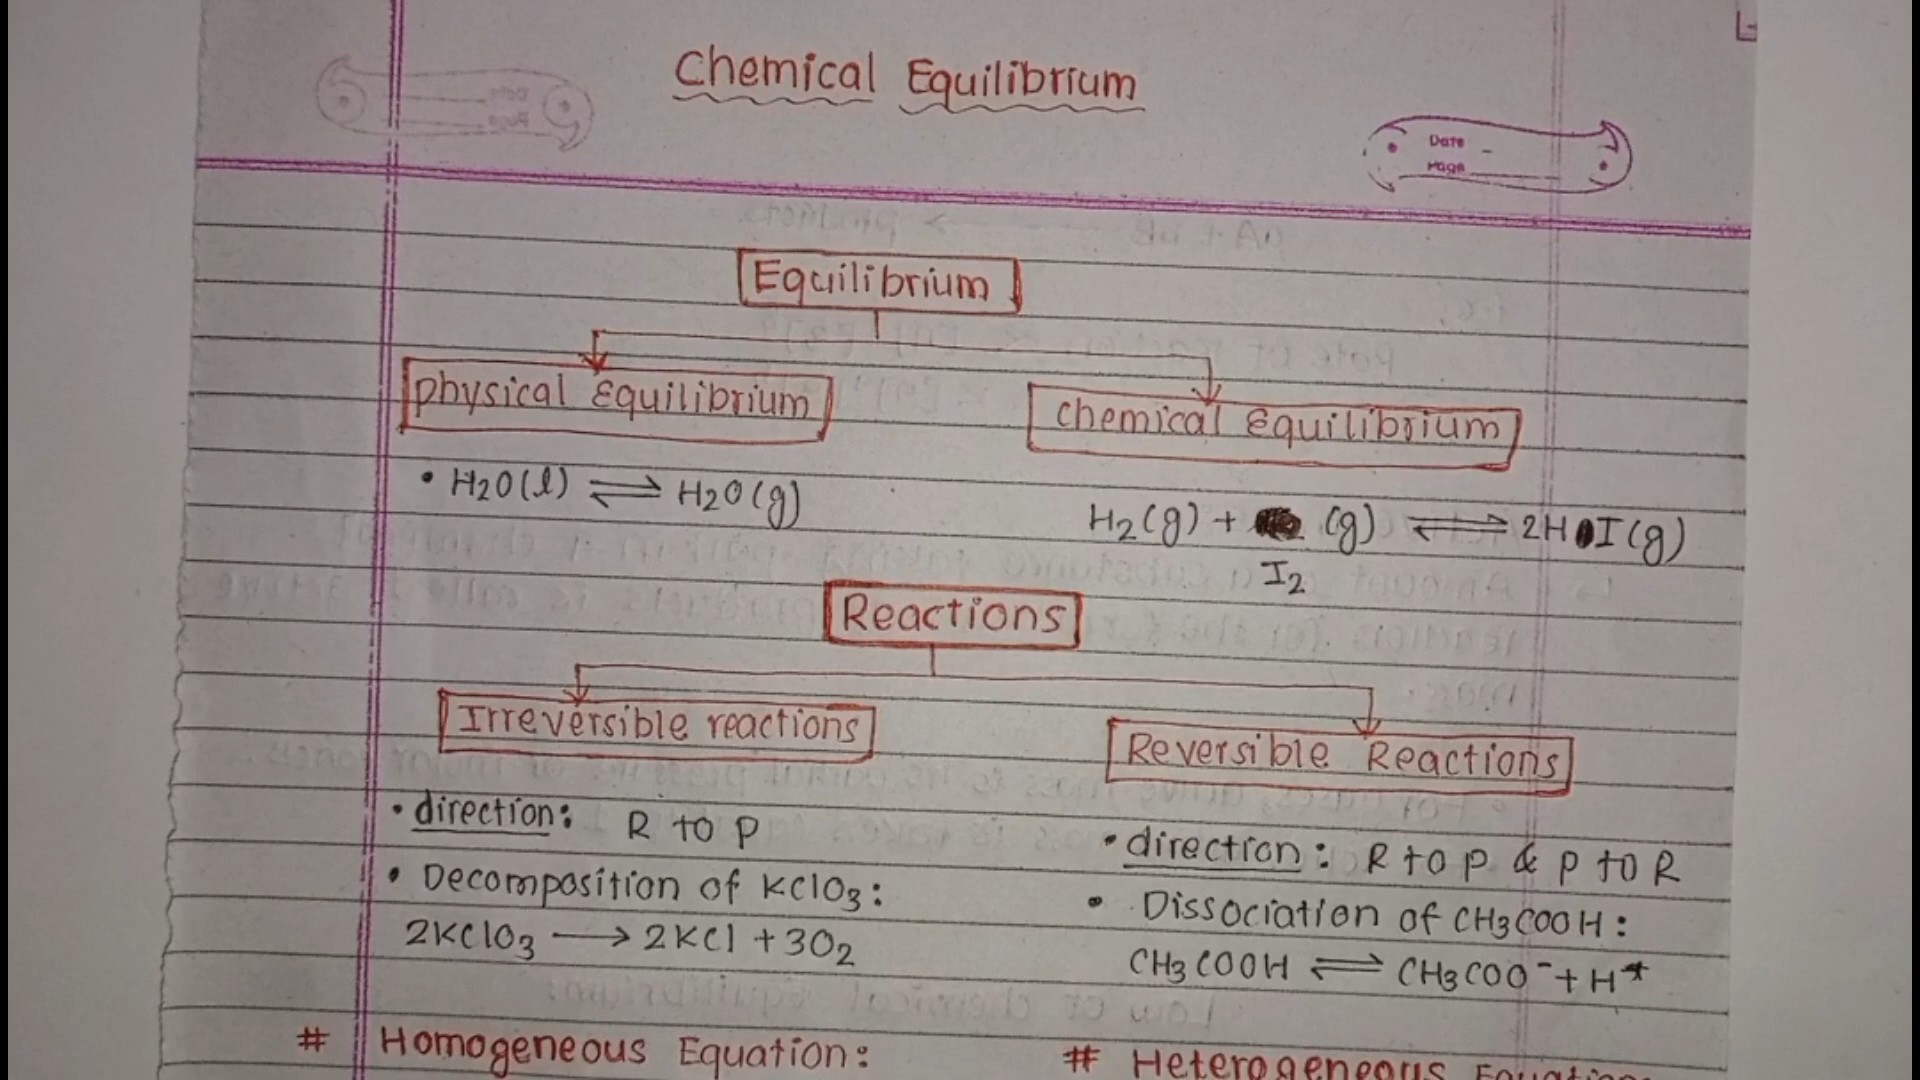 Chemical Equilibrium
Date
Page
Equilibrium
physical Equilibrium
chemical Equilibrium
• H2O(l) ⇌ H2O(g)
H2(g) + (g) ⇌ 2HI(g)
I2
Reactions
Irreversible reactions
Reversible Reactions
• direction: R to P
• direction: R to P & P to R
• Decomposition of KClO3:
• Dissociation of CH3COOH:
2KClO3 → 2KCl + 3O2
CH3COOH ⇌ CH3COO⁻ + H⁺
# Homogeneous Equation:
# Heterogeneous Equation: